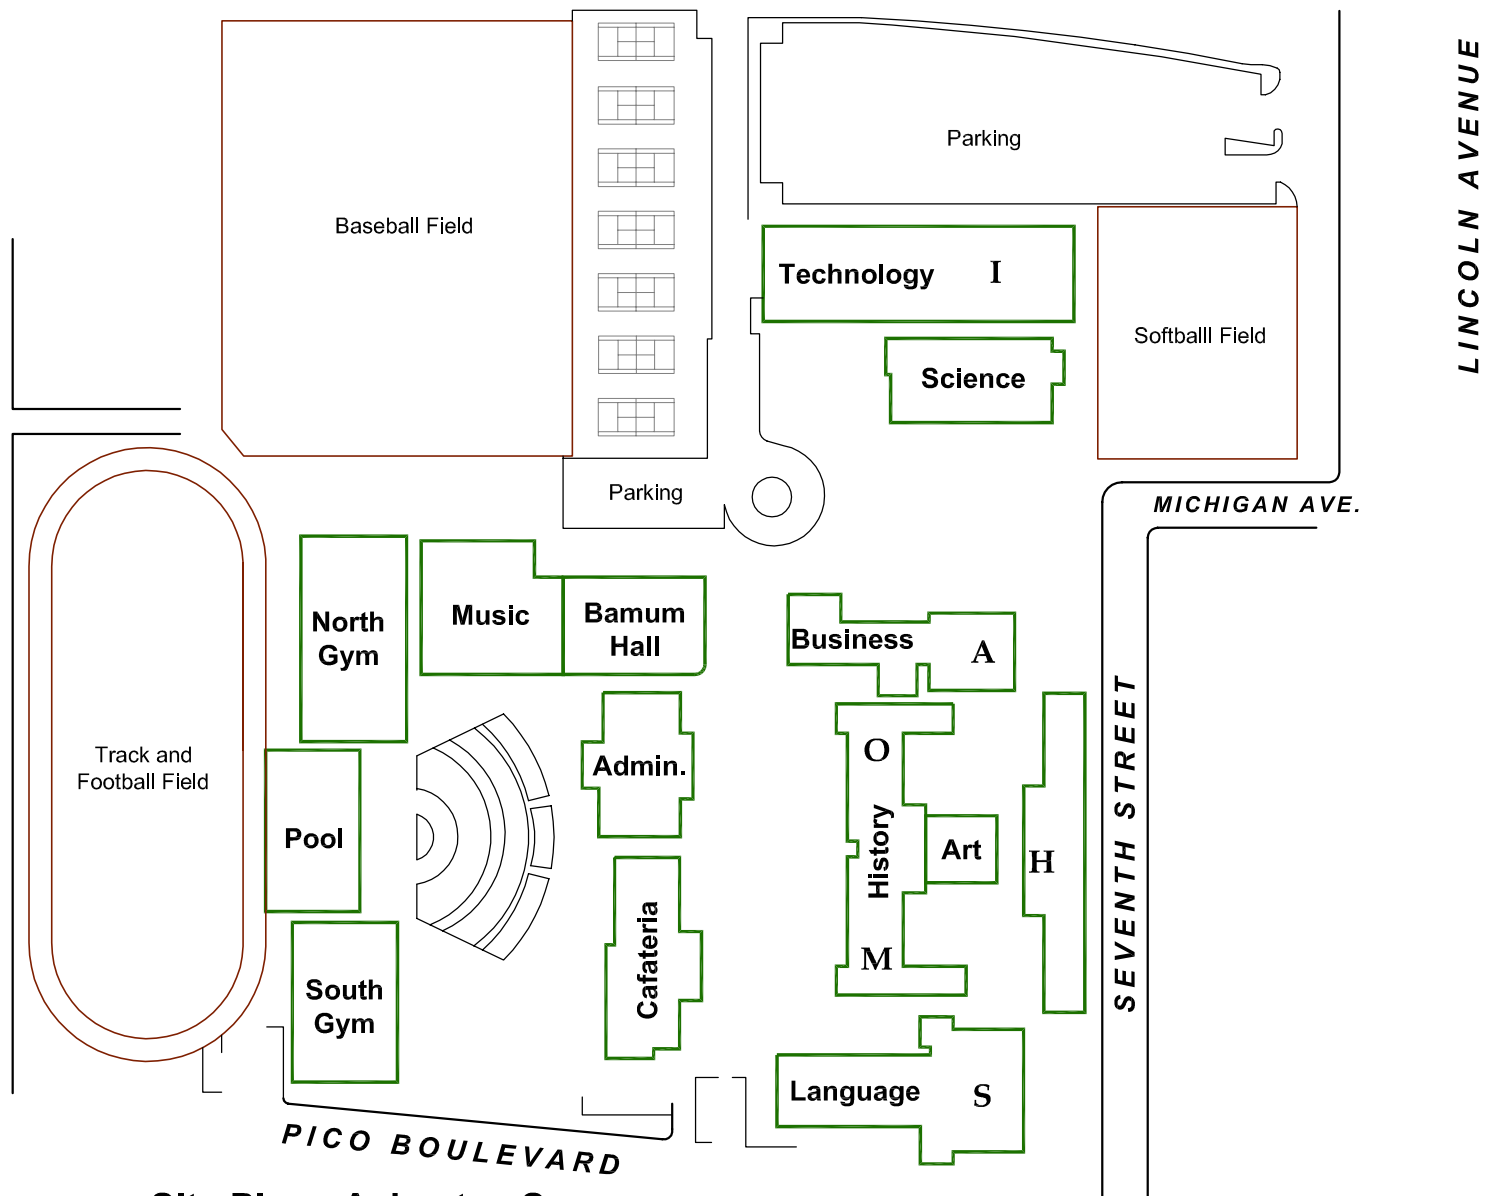 LINCOLN AVENUE
Parking
Baseball Field
Technology I
Softballl Field
Science
Parking
MICHIGAN AVE.
North
Gym
Music
Bamum
Hall
Business A
Track and
Football Field
Admin.
O
SEVENTH STREET
Pool
History
Art
H
Cafateria
M
South
Gym
Language S
PICO BOULEVARD